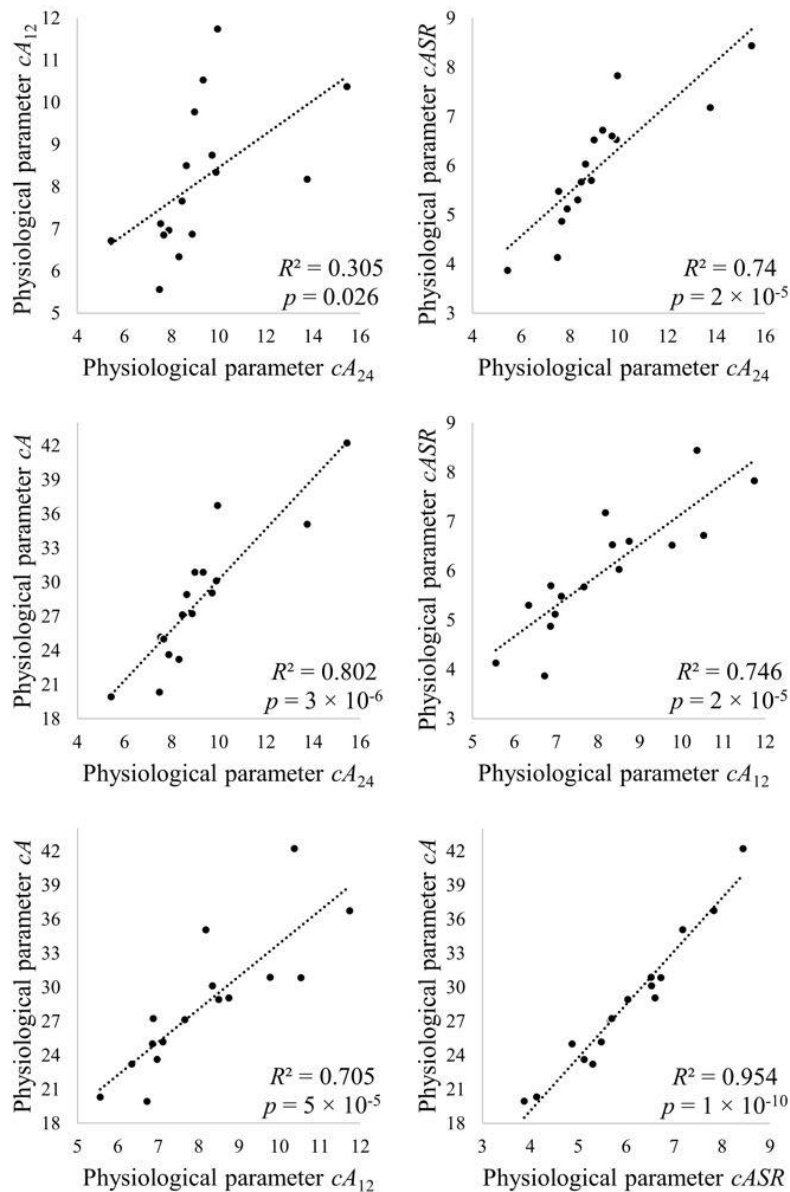 Physiological parameter cA₁₂
12
11
10
9
8
7
6
5
4 6 8 10 12 14 16
R² = 0.305
p = 0.026
Physiological parameter cA₂₄
Physiological parameter cASR
9
8
7
6
5
4
3
4 6 8 10 12 14 16
R² = 0.74
p = 2 × 10⁻⁵
Physiological parameter cA₂₄
Physiological parameter cA
42
39
36
33
30
27
24
21
18
4 6 8 10 12 14 16
R² = 0.802
p = 3 × 10⁻⁶
Physiological parameter cA₂₄
Physiological parameter cASR
9
8
7
6
5
4
3
5 6 7 8 9 10 11 12
R² = 0.746
p = 2 × 10⁻⁵
Physiological parameter cA₁₂
Physiological parameter cA
42
39
36
33
30
27
24
21
18
5 6 7 8 9 10 11 12
R² = 0.705
p = 5 × 10⁻⁵
Physiological parameter cA₁₂
Physiological parameter cA
42
39
36
33
30
27
24
21
18
3 4 5 6 7 8 9
R² = 0.954
p = 1 × 10⁻¹⁰
Physiological parameter cASR